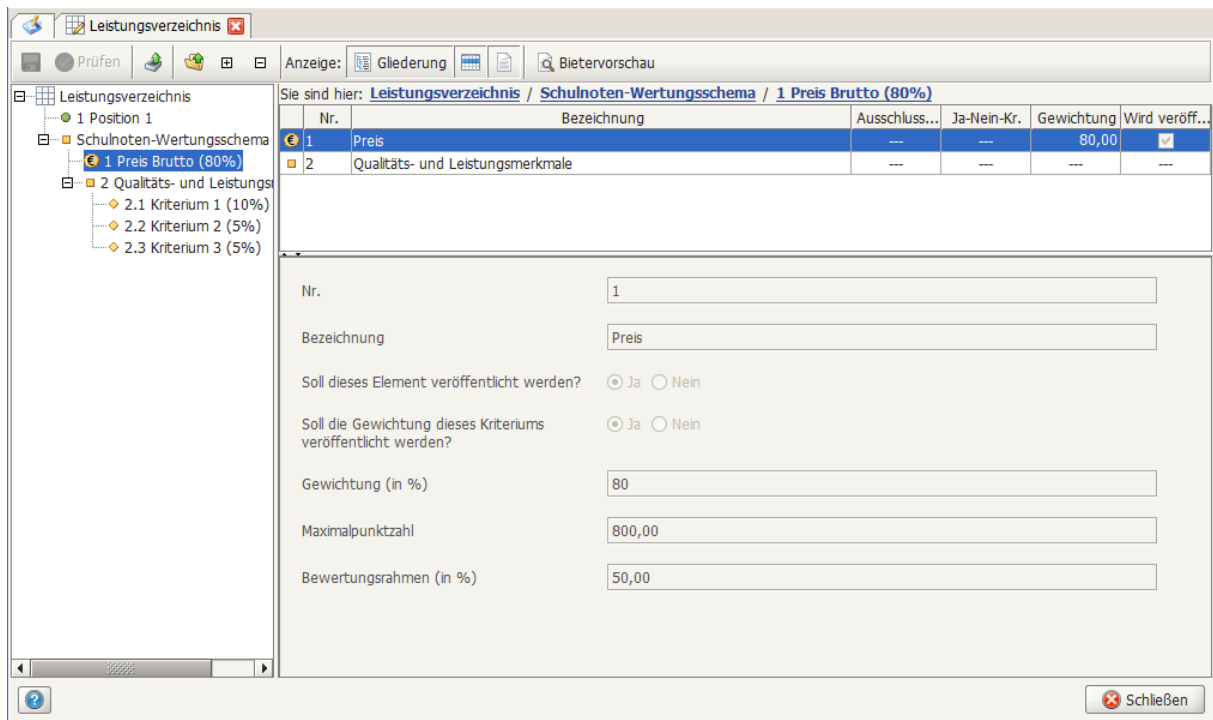 Leistungsverzeichnis
Prüfen Anzeige: Gliederung Bietervorschau
Leistungsverzeichnis
1 Position 1
Schulnoten-Wertungsschema
1 Preis Brutto (80%)
2 Qualitäts- und Leistungsr
2.1 Kriterium 1 (10%)
2.2 Kriterium 2 (5%)
2.3 Kriterium 3 (5%)
Sie sind hier: Leistungsverzeichnis / Schulnoten-Wertungsschema / 1 Preis Brutto (80%)
Nr. Bezeichnung Ausschluss... Ja-Nein-Kr. Gewichtung Wird veröff...
€ 1 Preis --- --- 80,00
2 Qualitäts- und Leistungsmerkmale --- --- --- ---
Nr. 1
Bezeichnung Preis
Soll dieses Element veröffentlicht werden? Ja Nein
Soll die Gewichtung dieses Kriteriums Ja Nein
veröffentlicht werden?
Gewichtung (in %) 80
Maximalpunktzahl 800,00
Bewertungsrahmen (in %) 50,00
? Schließen